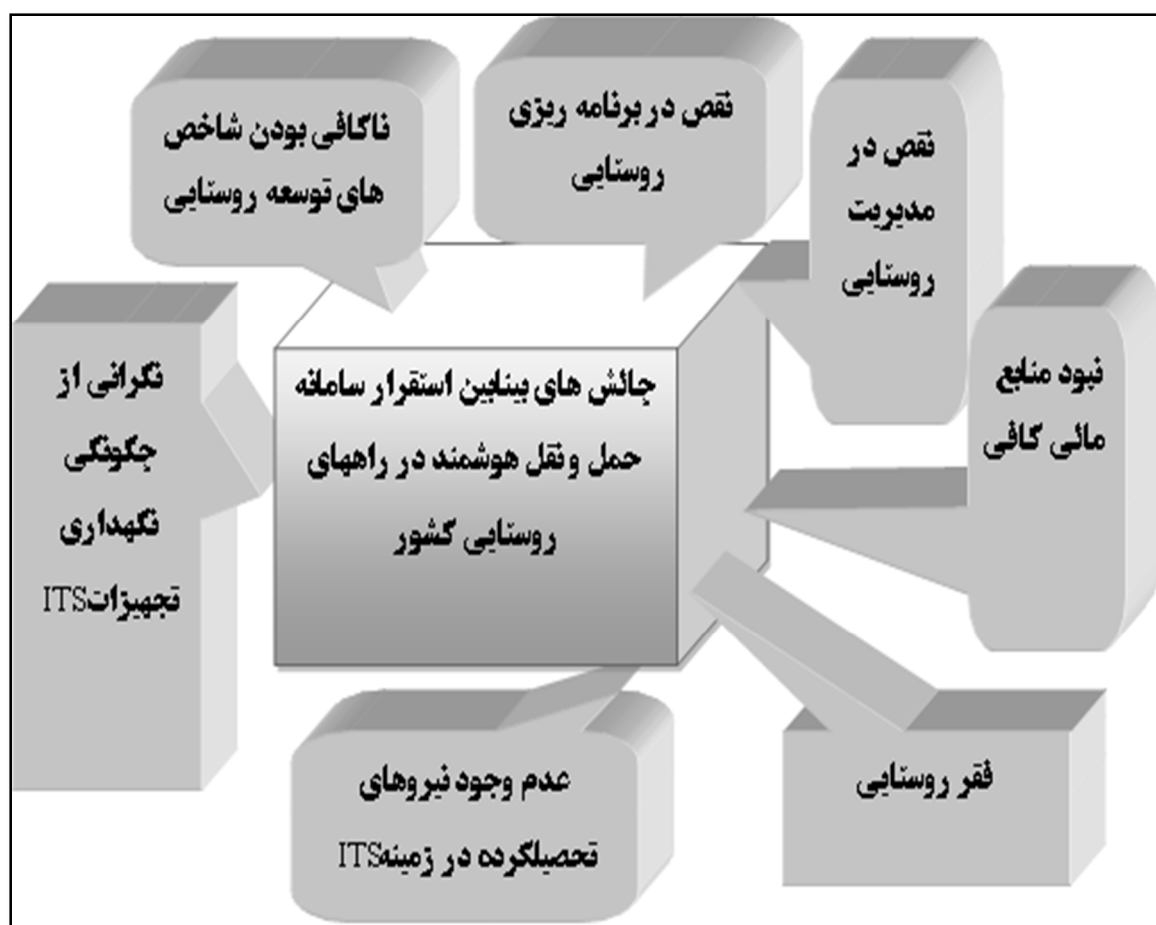 نقص در برنامه ریزی
روستایی
ناکافی بودن شاخص
های توسعه روستایی
نقص در
مدیریت
روستایی
نبود منابع
مالی کافی
چالش های بینابین استقرار سامانه
حمل و نقل هوشمند در راههای
روستایی کشور
نگرانی از
چگونگی
نگهداری
تجهیزاتITS
فقر روستایی
عدم وجود نیروهای
تحصیلکرده در زمینهITS